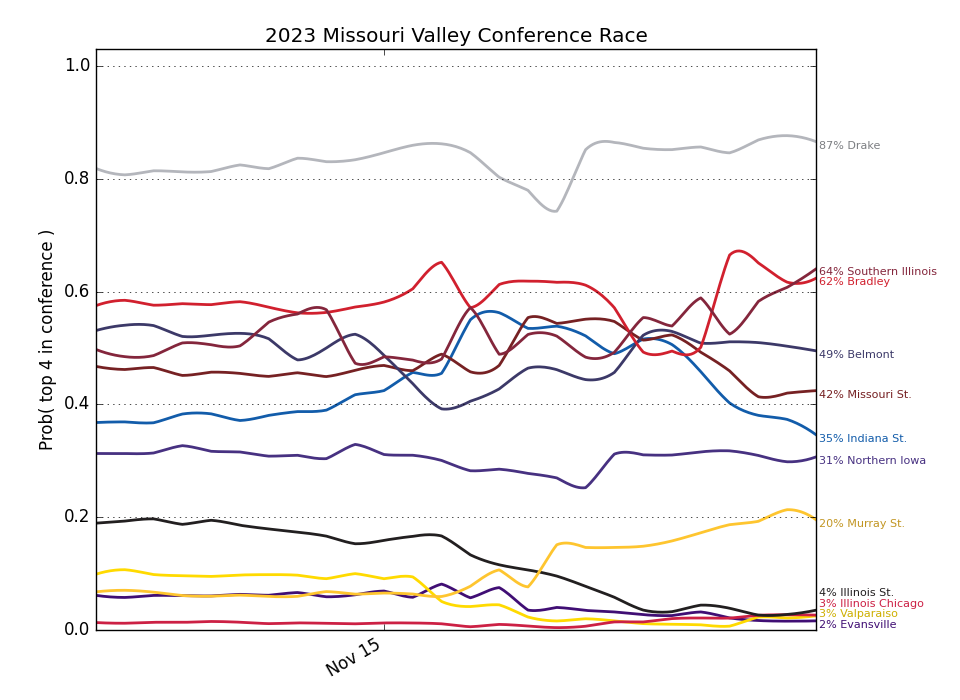 2023 Missouri Valley Conference Race
Prob( top 4 in conference )
1.0
0.8
0.6
0.4
0.2
0.0
Nov 15
87% Drake
64% Southern Illinois
62% Bradley
49% Belmont
42% Missouri St.
35% Indiana St.
31% Northern Iowa
20% Murray St.
4% Illinois St.
3% Illinois Chicago
3% Valparaiso
2% Evansville